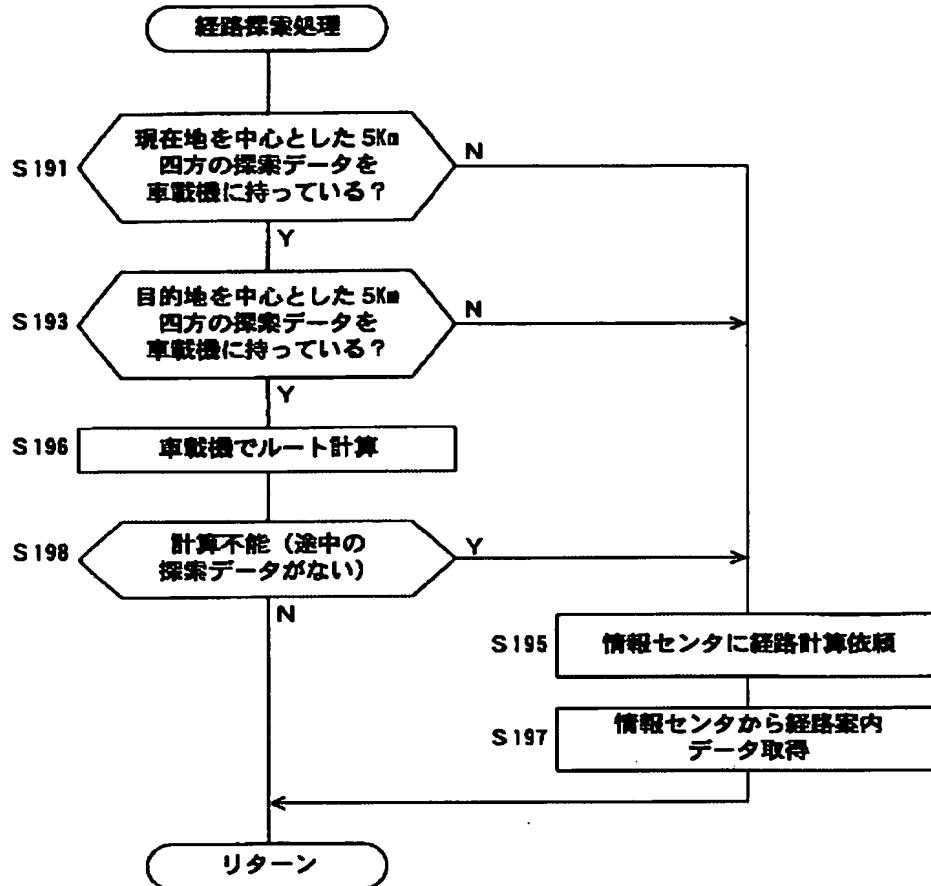 経路探索処理
S191
現在地を中心とした5Km
四方の探索データを
車載機に持っている?
N
Y
S193
目的地を中心とした5Km
四方の探索データを
車載機に持っている?
N
Y
S196
車載機でルート計算
S198
計算不能(途中の
探索データがない)
Y
N
S195
情報センタに経路計算依頼
S197
情報センタから経路案内
データ取得
リターン